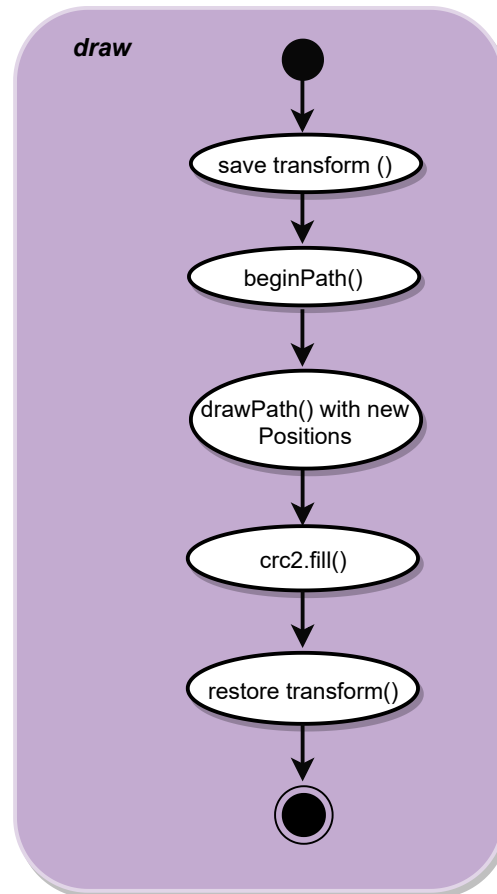 draw
save transform ()
beginPath()
drawPath() with new
Positions
crc2.fill()
restore transform()